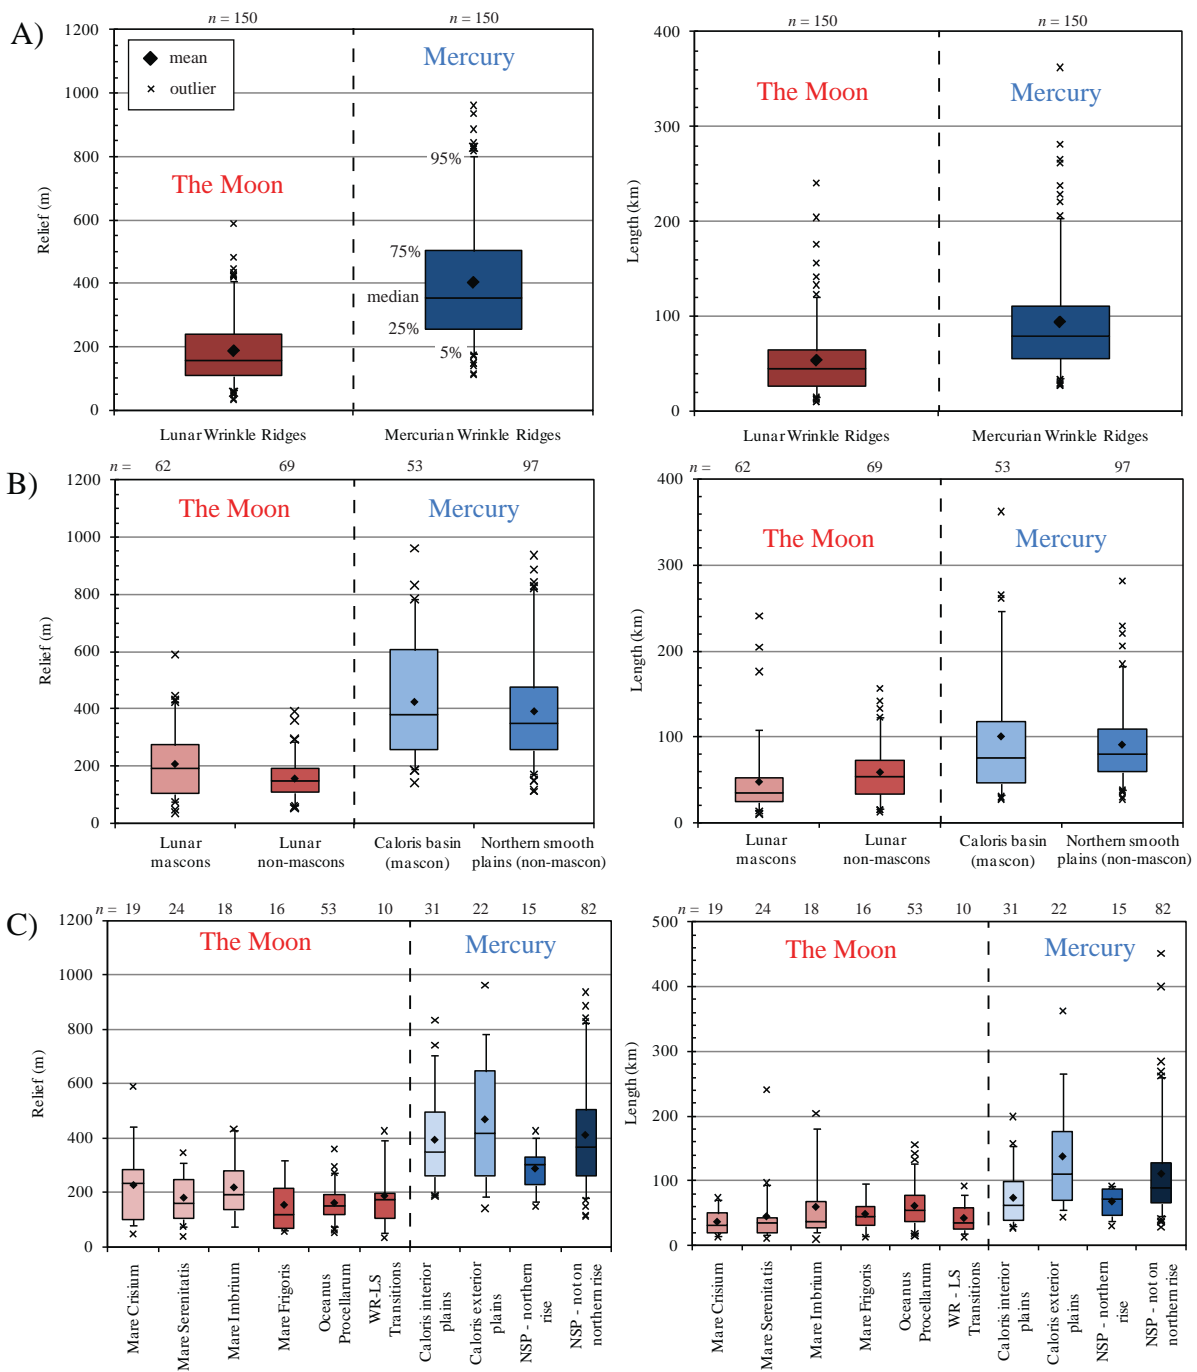 A)
n = 150
n = 150
1200
1000
800
600
400
200
0
Relief (m)
mean
outlier
The Moon
Mercury
95%
75%
median
25%
5%
Lunar Wrinkle Ridges
Mercurian Wrinkle Ridges
n = 150
n = 150
400
300
200
100
0
Length (km)
The Moon
Mercury
Lunar Wrinkle Ridges
Mercurian Wrinkle Ridges
B)
n = 62 69 53 97
1200
1000
800
600
400
200
0
Relief (m)
The Moon
Mercury
Lunar
mascons
Lunar
non-mascons
Caloris basin
(mascon)
Northern smooth
plains (non-mascon)
n = 62 69 53 97
400
300
200
100
0
Length (km)
The Moon
Mercury
Lunar
mascons
Lunar
non-mascons
Caloris basin
(mascon)
Northern smooth
plains (non-mascon)
C)
n = 19 24 18 16 53 10 31 22 15 82
1200
1000
800
600
400
200
0
Relief (m)
The Moon
Mercury
Mare Crisium
Mare Serenitatis
Mare Imbrium
Mare Frigoris
Oceanus
Procellarum
WR-LS
Transitions
Caloris interior
plains
Caloris exterior
plains
NSP - northern
rise
NSP - not on
northern rise
n = 19 24 18 16 53 10 31 22 15 82
500
400
300
200
100
0
Length (km)
The Moon
Mercury
Mare Crisium
Mare Serenitatis
Mare Imbrium
Mare Frigoris
Oceanus
Procellarum
WR - LS
Transitions
Caloris interior
plains
Caloris exterior
plains
NSP - northern
rise
NSP - not on
northern rise